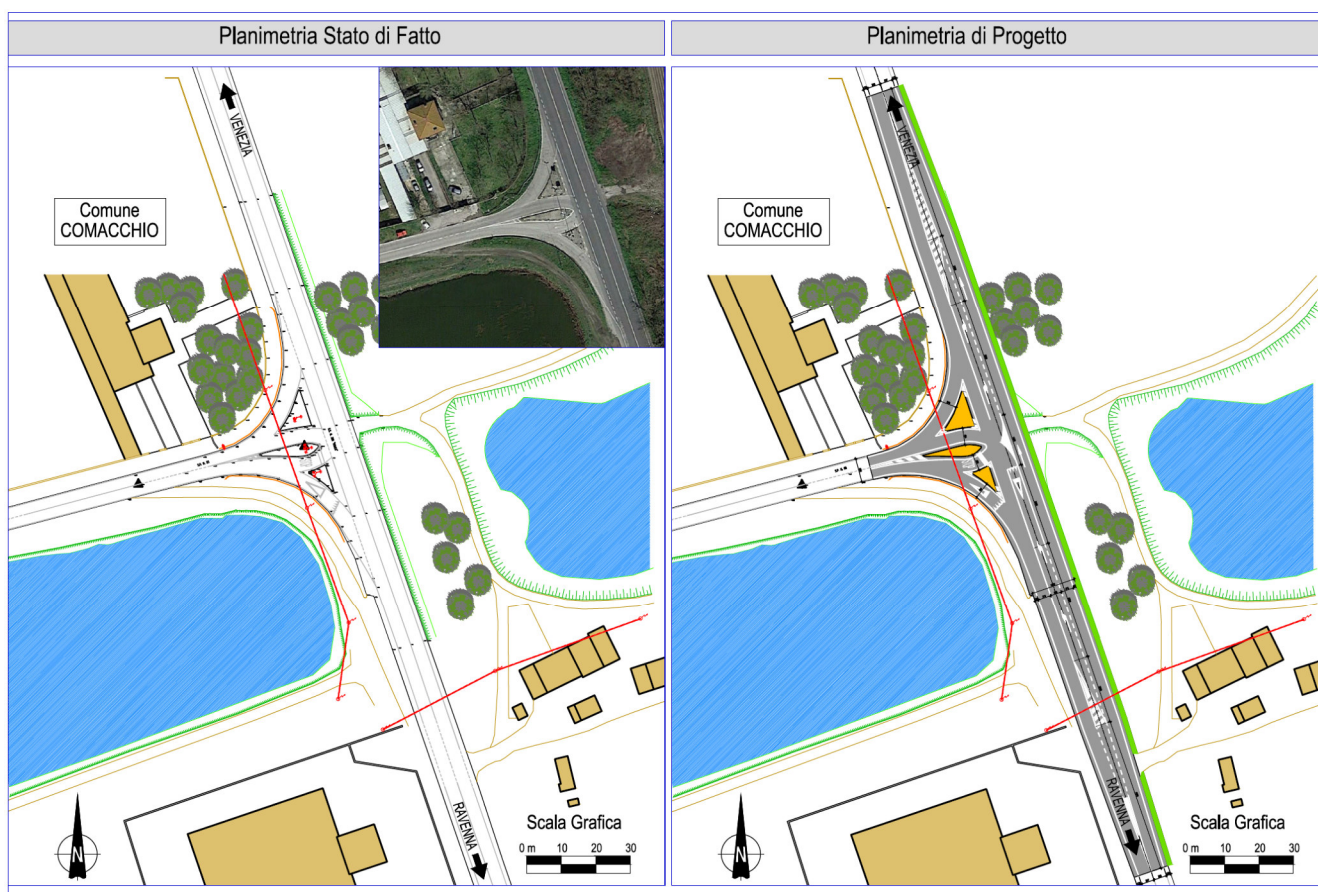 Planimetria Stato di Fatto
VENEZIA
Comune
COMACCHIO
RAVENNA
Scala Grafica
0 m 10 20 30
N
Planimetria di Progetto
VENEZIA
Comune
COMACCHIO
RAVENNA
Scala Grafica
0 m 10 20 30
N